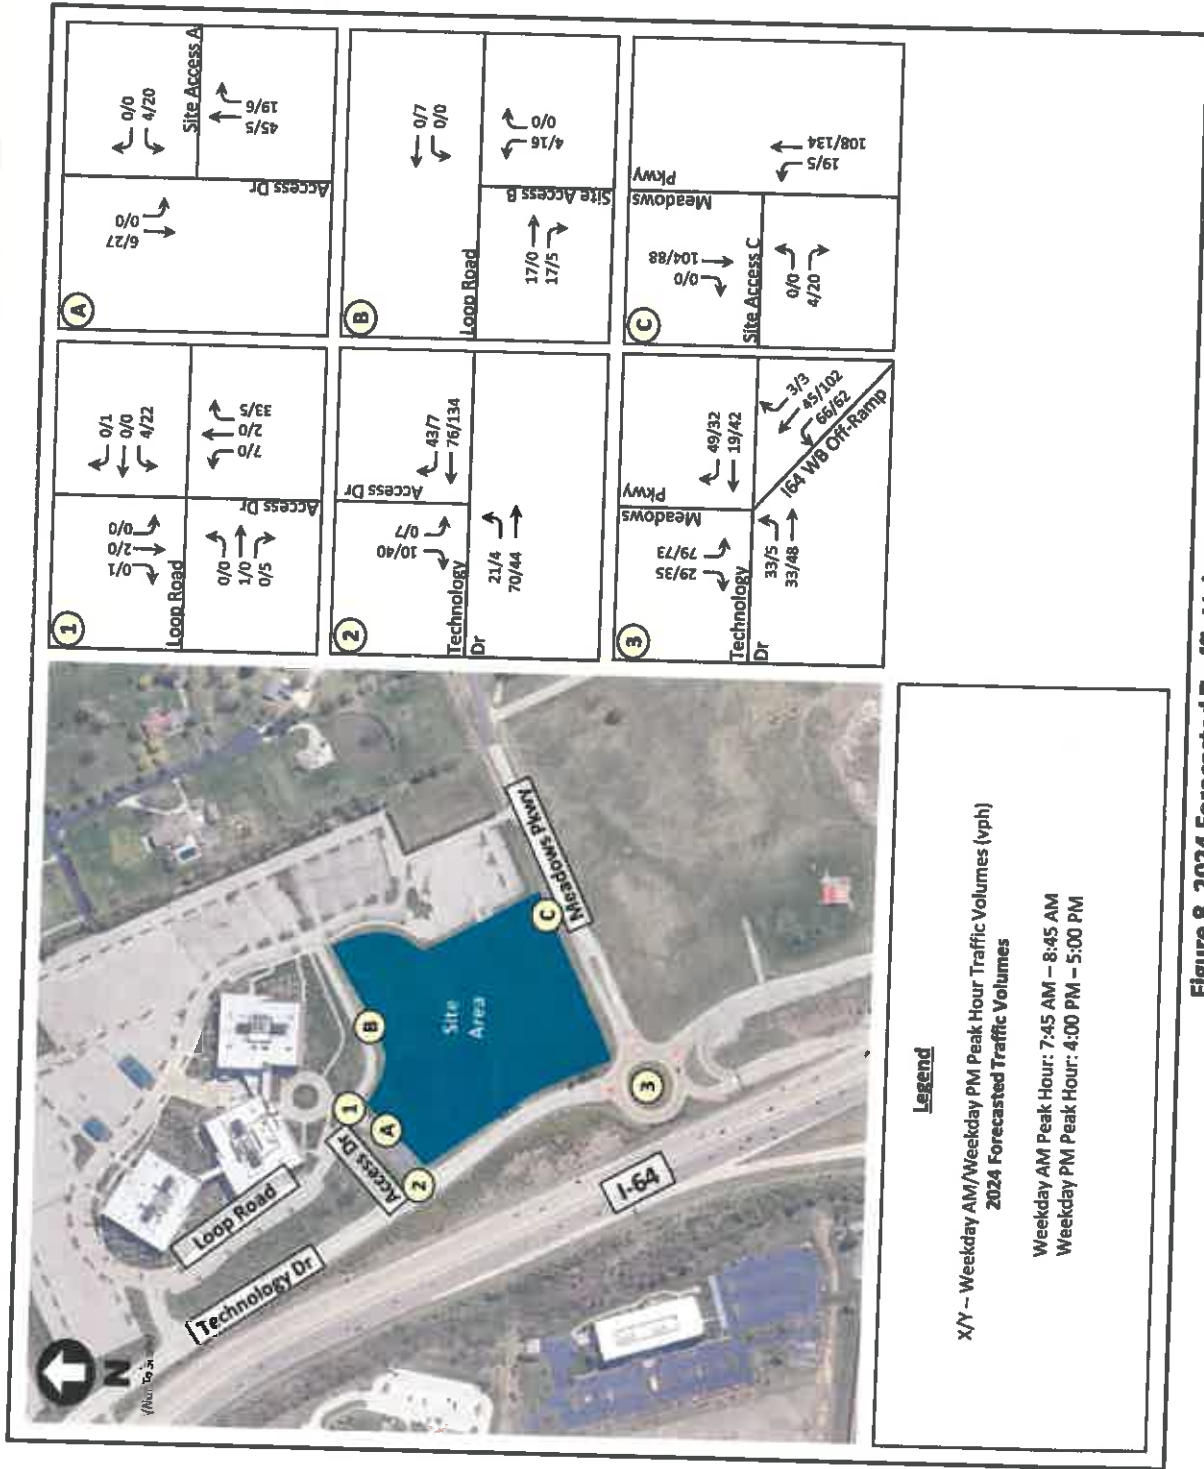 N
(Not To S
Loop Road
Technology Dr
Access Dr
I-64
Meadows Pkwy
Site
Area
1
A
2
B
C
3
1
Loop Road
Access Dr
0/1
2/0
0/0
0/1
0/0
4/22
0/0
1/0
0/5
7/0
2/0
33/5
A
Site Access A
Access Dr
6/27
0/0
0/0
4/20
45/5
19/6
2
Technology
Dr
Access Dr
10/40
0/7
43/7
76/134
21/4
70/44
B
Loop Road
Site Access B
0/7
0/0
17/0
17/5
4/16
0/0
3
Technology
Dr
Meadows
Pkwy
29/35
79/73
49/32
19/42
33/5
33/48
66/62
45/102
3/3
I64 WB Off-Ramp
C
Meadows
Pkwy
Site Access C
0/0
104/88
0/0
4/20
19/5
108/134
Legend
X/Y – Weekday AM/Weekday PM Peak Hour Traffic Volumes (vph)
2024 Forecasted Traffic Volumes
Weekday AM Peak Hour: 7:45 AM – 8:45 AM
Weekday PM Peak Hour: 4:00 PM – 5:00 PM
Figure 8. 2024 Forecasted